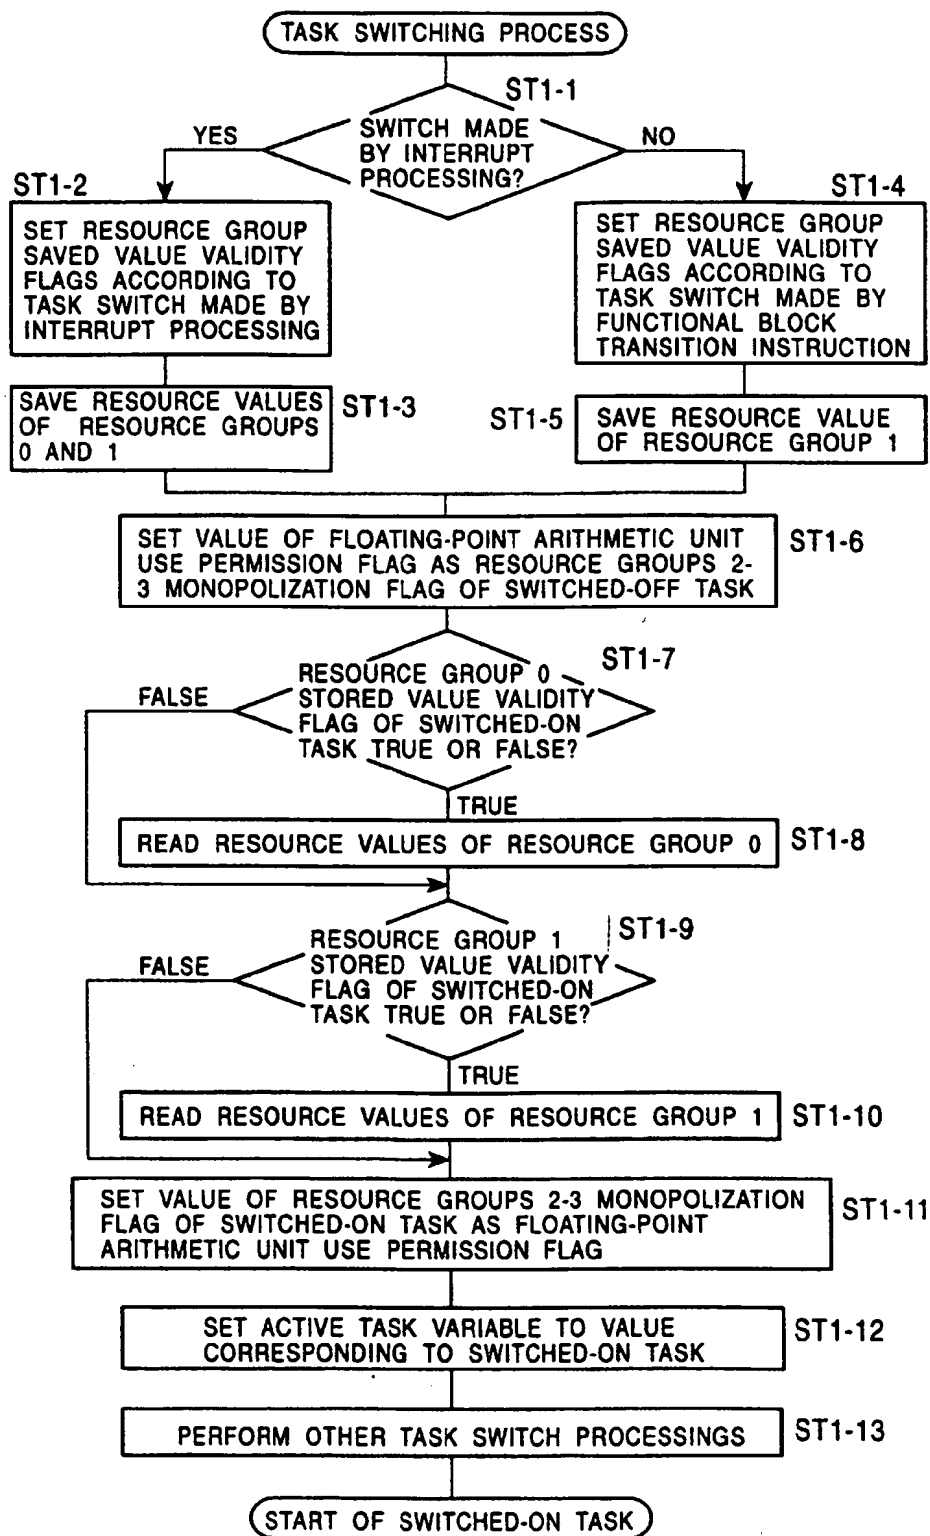 TASK SWITCHING PROCESS
ST1-1
SWITCH MADE
BY INTERRUPT
PROCESSING?
YES
NO
ST1-2
SET RESOURCE GROUP
SAVED VALUE VALIDITY
FLAGS ACCORDING TO
TASK SWITCH MADE BY
INTERRUPT PROCESSING
ST1-4
SET RESOURCE GROUP
SAVED VALUE VALIDITY
FLAGS ACCORDING TO
TASK SWITCH MADE BY
FUNCTIONAL BLOCK
TRANSITION INSTRUCTION
SAVE RESOURCE VALUES
OF RESOURCE GROUPS
0 AND 1
ST1-3
ST1-5
SAVE RESOURCE VALUE
OF RESOURCE GROUP 1
SET VALUE OF FLOATING-POINT ARITHMETIC UNIT
USE PERMISSION FLAG AS RESOURCE GROUPS 2-
3 MONOPOLIZATION FLAG OF SWITCHED-OFF TASK
ST1-6
ST1-7
RESOURCE GROUP 0
STORED VALUE VALIDITY
FLAG OF SWITCHED-ON
TASK TRUE OR FALSE?
FALSE
TRUE
READ RESOURCE VALUES OF RESOURCE GROUP 0
ST1-8
ST1-9
RESOURCE GROUP 1
STORED VALUE VALIDITY
FLAG OF SWITCHED-ON
TASK TRUE OR FALSE?
FALSE
TRUE
READ RESOURCE VALUES OF RESOURCE GROUP 1
ST1-10
SET VALUE OF RESOURCE GROUPS 2-3 MONOPOLIZATION
FLAG OF SWITCHED-ON TASK AS FLOATING-POINT
ARITHMETIC UNIT USE PERMISSION FLAG
ST1-11
SET ACTIVE TASK VARIABLE TO VALUE
CORRESPONDING TO SWITCHED-ON TASK
ST1-12
PERFORM OTHER TASK SWITCH PROCESSINGS
ST1-13
START OF SWITCHED-ON TASK